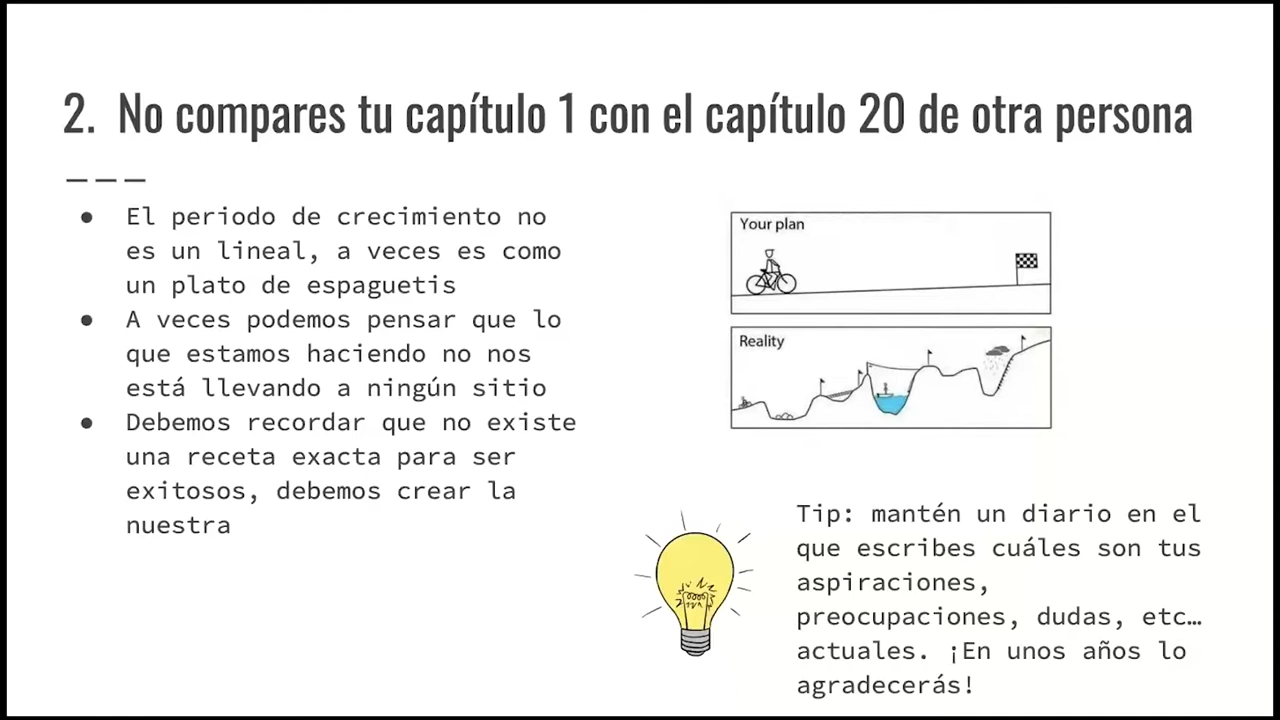 2. No compares tu capítulo 1 con el capítulo 20 de otra persona
● El periodo de crecimiento no
es un lineal, a veces es como
un plato de espaguetis
● A veces podemos pensar que lo
que estamos haciendo no nos
está llevando a ningún sitio
● Debemos recordar que no existe
una receta exacta para ser
exitosos, debemos crear la
nuestra
Your plan
Reality
Tip: mantén un diario en el
que escribes cuáles son tus
aspiraciones,
preocupaciones, dudas, etc…
actuales. ¡En unos años lo
agradecerás!